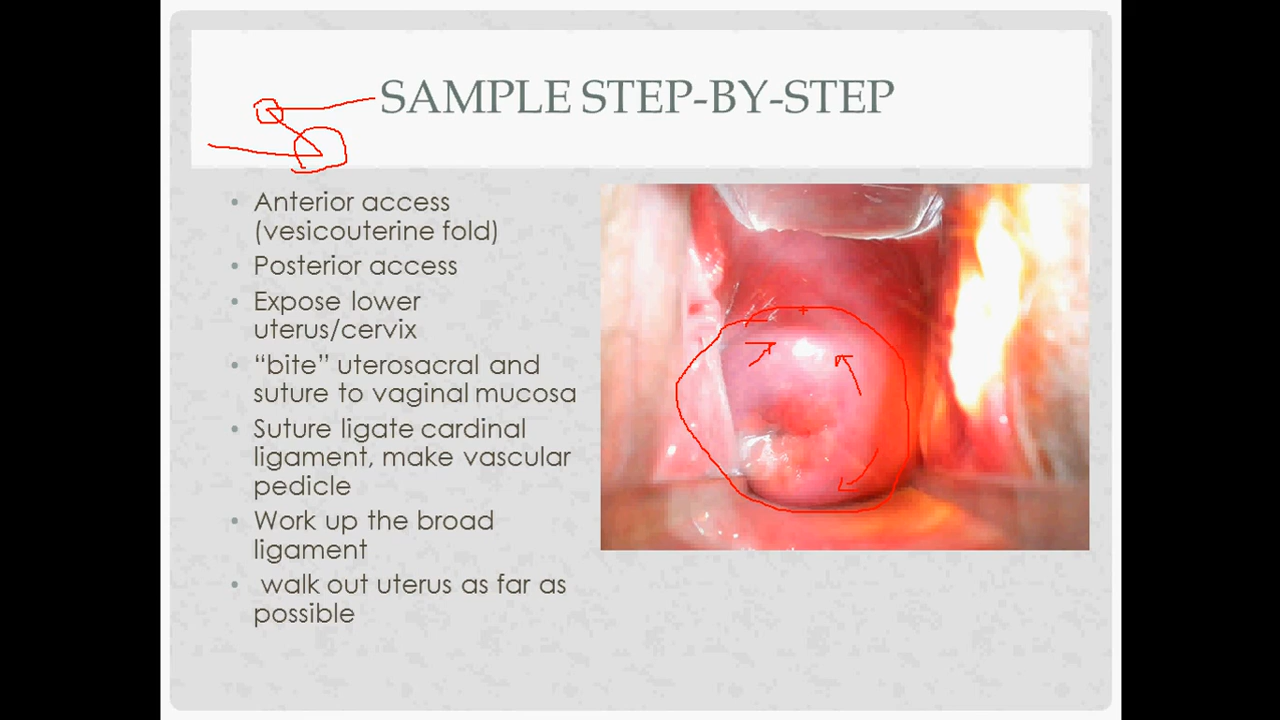 SAMPLE STEP-BY-STEP
• Anterior access
(vesicouterine fold)
• Posterior access
• Expose lower
uterus/cervix
• “bite” uterosacral and
suture to vaginal mucosa
• Suture ligate cardinal
ligament, make vascular
pedicle
• Work up the broad
ligament
• walk out uterus as far as
possible